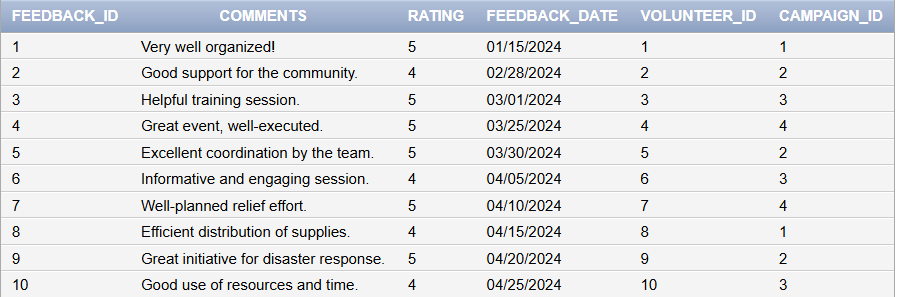 FEEDBACK_ID COMMENTS RATING FEEDBACK_DATE VOLUNTEER_ID CAMPAIGN_ID
1 Very well organized! 5 01/15/2024 1 1
2 Good support for the community. 4 02/28/2024 2 2
3 Helpful training session. 5 03/01/2024 3 3
4 Great event, well-executed. 5 03/25/2024 4 4
5 Excellent coordination by the team. 5 03/30/2024 5 2
6 Informative and engaging session. 4 04/05/2024 6 3
7 Well-planned relief effort. 5 04/10/2024 7 4
8 Efficient distribution of supplies. 4 04/15/2024 8 1
9 Great initiative for disaster response. 5 04/20/2024 9 2
10 Good use of resources and time. 4 04/25/2024 10 3